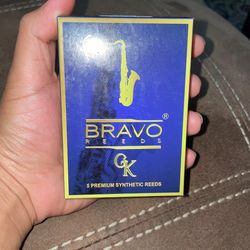 BRAVO®
REEDS
GK
5 PREMIUM SYNTHETIC REEDS